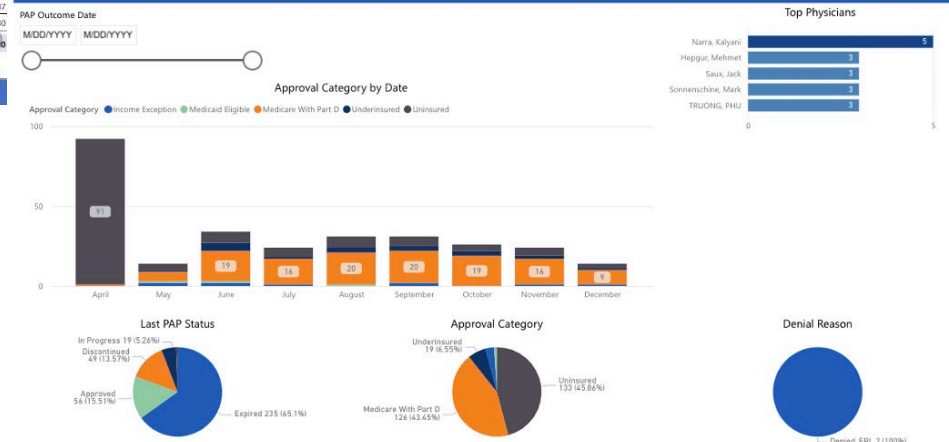 PAP Outcome Date
M/DD/YYYY M/DD/YYYY
Approval Category by Date
Approval Category Income Exception Medicaid Eligible Medicare With Part D Underinsured Uninsured
100
50
0
91
19
16
20
20
19
16
9
April May June July August September October November December
Top Physicians
Narra, Kalyani 5
Hepgur, Mehmet 3
Saux, Jack 3
Sonnenschine, Mark 3
TRUONG, PHU 3
0 5
Last PAP Status
In Progress 19 (5.26%)
Discontinued
49 (13.57%)
Approved
56 (15.51%)
Expired 235 (65.1%)
Approval Category
Underinsured
19 (6.55%)
Medicare With Part D
126 (43.45%)
Uninsured
133 (45.86%)
Denial Reason